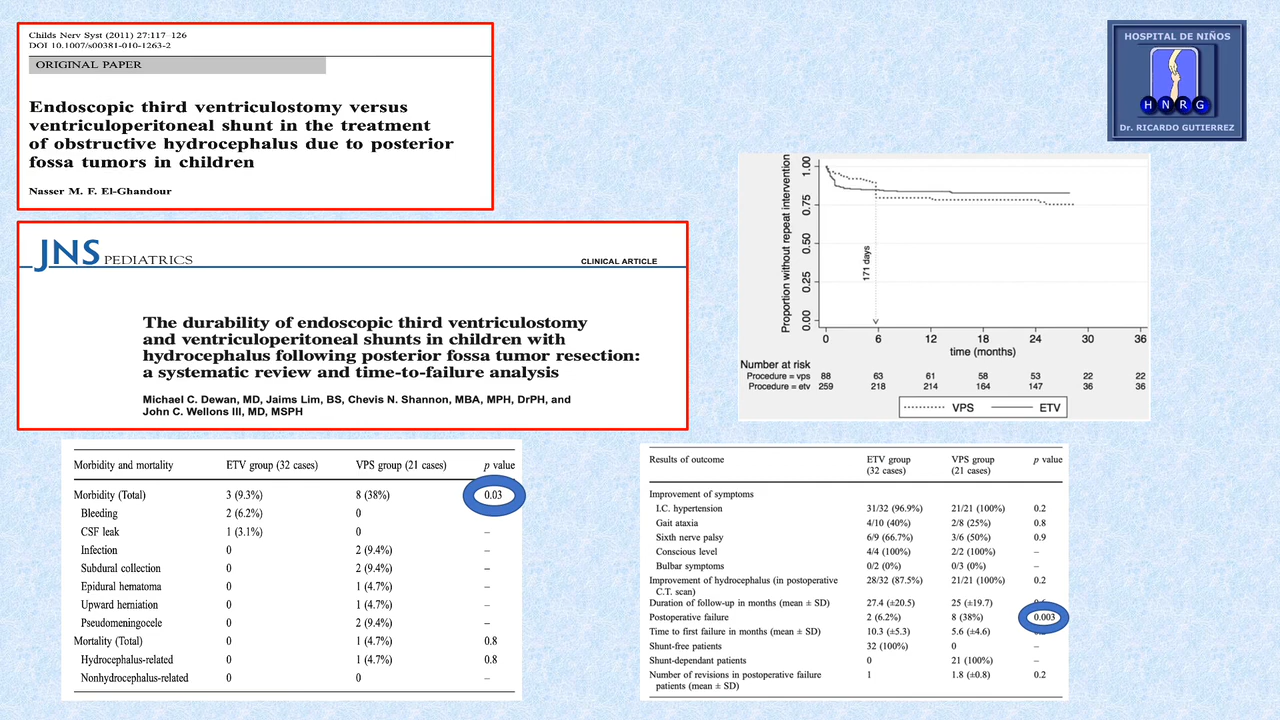 Childs Nerv Syst (2011) 27:117–126
DOI 10.1007/s00381-010-1263-2
ORIGINAL PAPER
Endoscopic third ventriculostomy versus
ventriculoperitoneal shunt in the treatment
of obstructive hydrocephalus due to posterior
fossa tumors in children
Nasser M. F. El-Ghandour
HOSPITAL DE NIÑOS
H N R G
Dr. RICARDO GUTIERREZ
JNS PEDIATRICS
CLINICAL ARTICLE
The durability of endoscopic third ventriculostomy
and ventriculoperitoneal shunts in children with
hydrocephalus following posterior fossa tumor resection:
a systematic review and time-to-failure analysis
Michael C. Dewan, MD, Jaims Lim, BS, Chevis N. Shannon, MBA, MPH, DrPH, and
John C. Wellons III, MD, MSPH
Proportion without repeat intervention
1.00
0.75
0.50
0.25
0.00
171 days
0 6 12 18 24 30 36
time (months)
Number at risk
Procedure = vps 88 63 61 58 53 22 22
Procedure = etv 259 218 214 164 147 36 36
VPS ETV
Morbidity and mortality ETV group (32 cases) VPS group (21 cases) p value
Morbidity (Total) 3 (9.3%) 8 (38%) 0.03
Bleeding 2 (6.2%) 0
CSF leak 1 (3.1%) 0 –
Infection 0 2 (9.4%) –
Subdural collection 0 2 (9.4%) –
Epidural hematoma 0 1 (4.7%) –
Upward herniation 0 1 (4.7%) –
Pseudomeningocele 0 2 (9.4%) –
Mortality (Total) 0 1 (4.7%) 0.8
Hydrocephalus-related 0 1 (4.7%) 0.8
Nonhydrocephalus-related 0 0 –
Results of outcome ETV group VPS group p value
(32 cases) (21 cases)
Improvement of symptoms
I.C. hypertension 31/32 (96.9%) 21/21 (100%) 0.2
Gait ataxia 4/10 (40%) 2/8 (25%) 0.8
Sixth nerve palsy 6/9 (66.7%) 3/6 (50%) 0.9
Conscious level 4/4 (100%) 2/2 (100%) –
Bulbar symptoms 0/2 (0%) 0/3 (0%) –
Improvement of hydrocephalus (in postoperative 28/32 (87.5%) 21/21 (100%) 0.2
C.T. scan)
Duration of follow-up in months (mean ± SD) 27.4 (±20.5) 25 (±19.7)
Postoperative failure 2 (6.2%) 8 (38%) 0.003
Time to first failure in months (mean ± SD) 10.3 (±5.3) 5.6 (±4.6)
Shunt-free patients 32 (100%) 0 –
Shunt-dependant patients 0 21 (100%) –
Number of revisions in postoperative failure 1 1.8 (±0.8) 0.2
patients (mean ± SD)